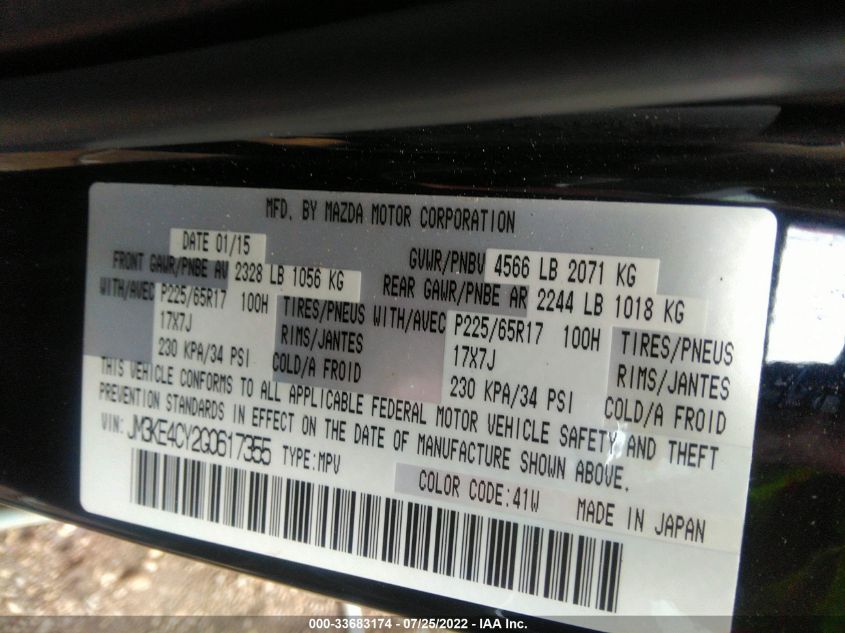 MFD. BY MAZDA MOTOR CORPORATION
DATE 01/15
GVWR/PNBV 4566 LB 2071 KG
FRONT GAWR/PNBE AV 2328 LB 1056 KG
REAR GAWR/PNBE AR 2244 LB 1018 KG
WITH/AVEC P225/65R17 100H TIRES/PNEUS
17X7J RIMS/JANTES
230 KPA/34 PSI COLD/A FROID
WITH/AVEC P225/65R17 100H TIRES/PNEUS
17X7J RIMS/JANTES
230 KPA/34 PSI COLD/A FROID
THIS VEHICLE CONFORMS TO ALL APPLICABLE FEDERAL MOTOR VEHICLE SAFETY AND THEFT
PREVENTION STANDARDS IN EFFECT ON THE DATE OF MANUFACTURE SHOWN ABOVE.
VIN: JM3KE4CY2G0617355 TYPE:MPV
COLOR CODE:41W MADE IN JAPAN
000-33683174 - 07/25/2022 - IAA Inc.